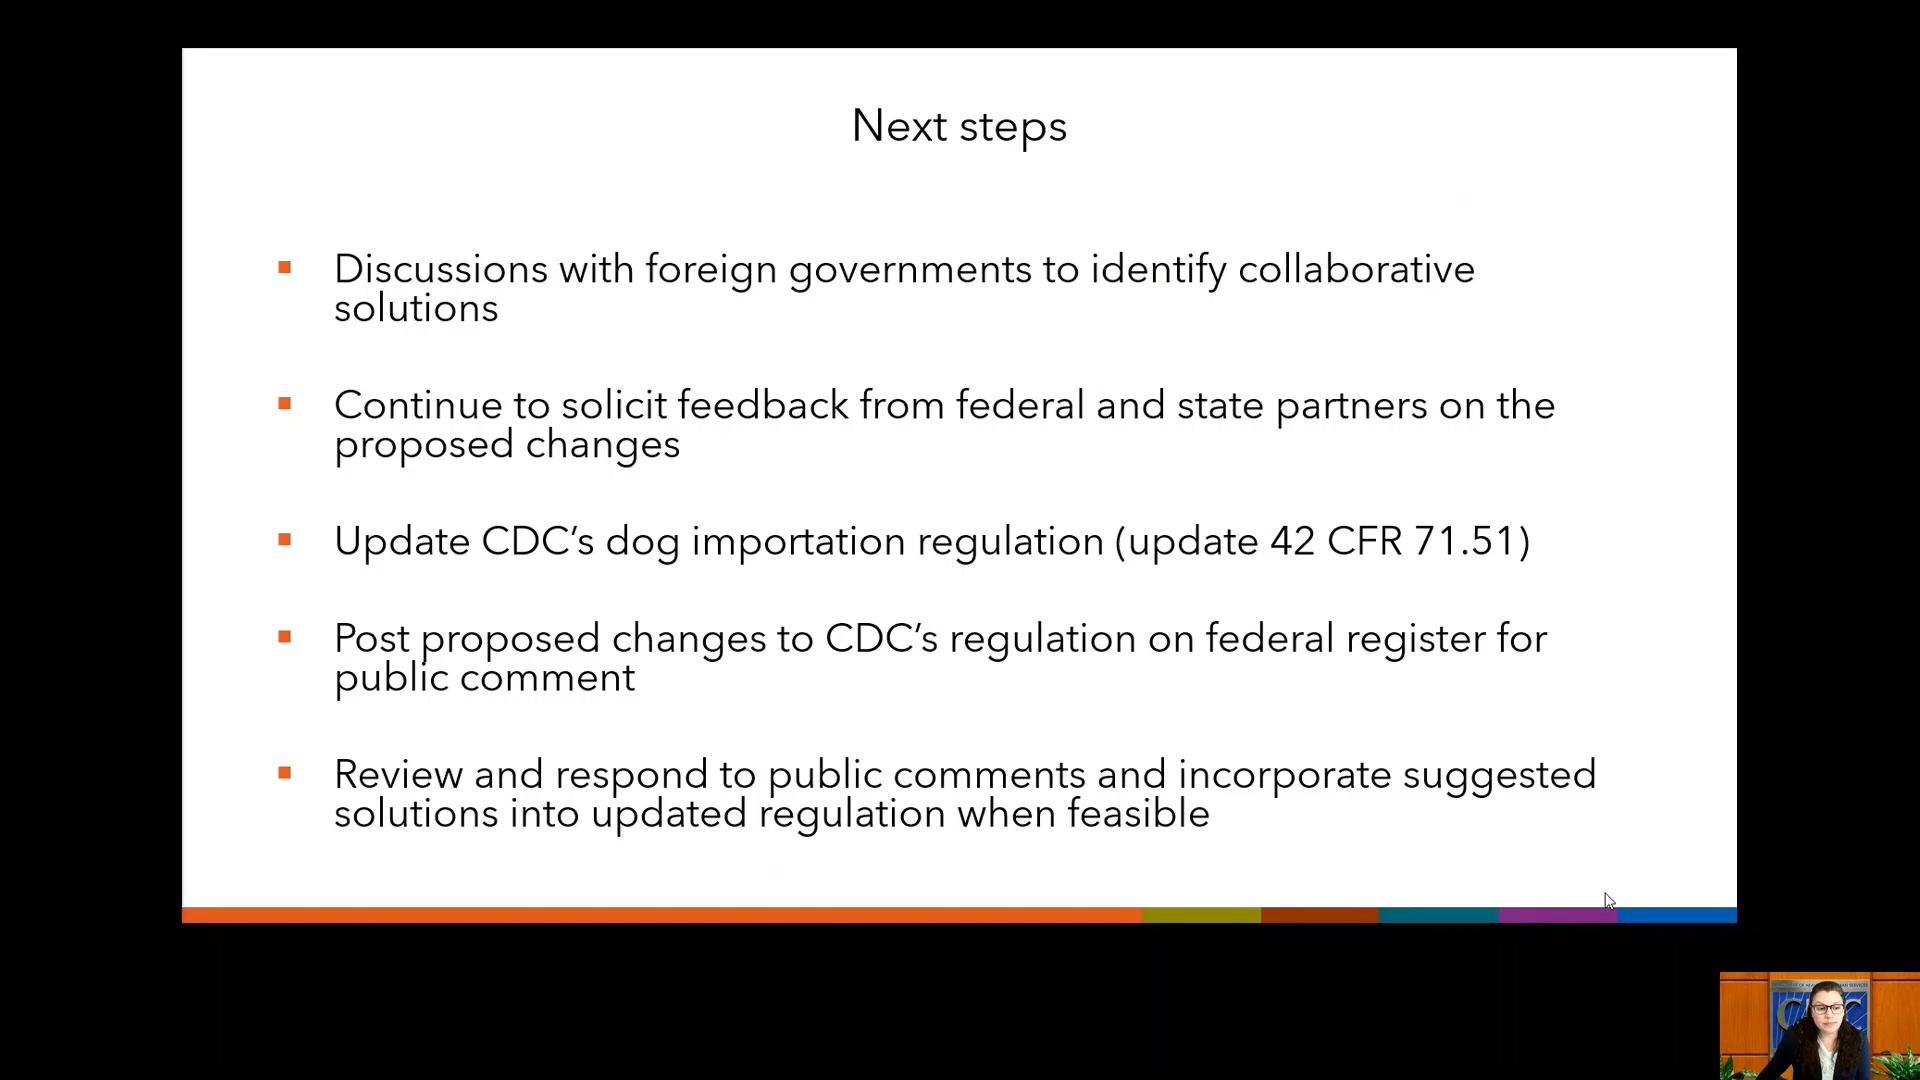 Next steps
Discussions with foreign governments to identify collaborative
solutions
Continue to solicit feedback from federal and state partners on the
proposed changes
Update CDC’s dog importation regulation (update 42 CFR 71.51)
Post proposed changes to CDC’s regulation on federal register for
public comment
Review and respond to public comments and incorporate suggested
solutions into updated regulation when feasible